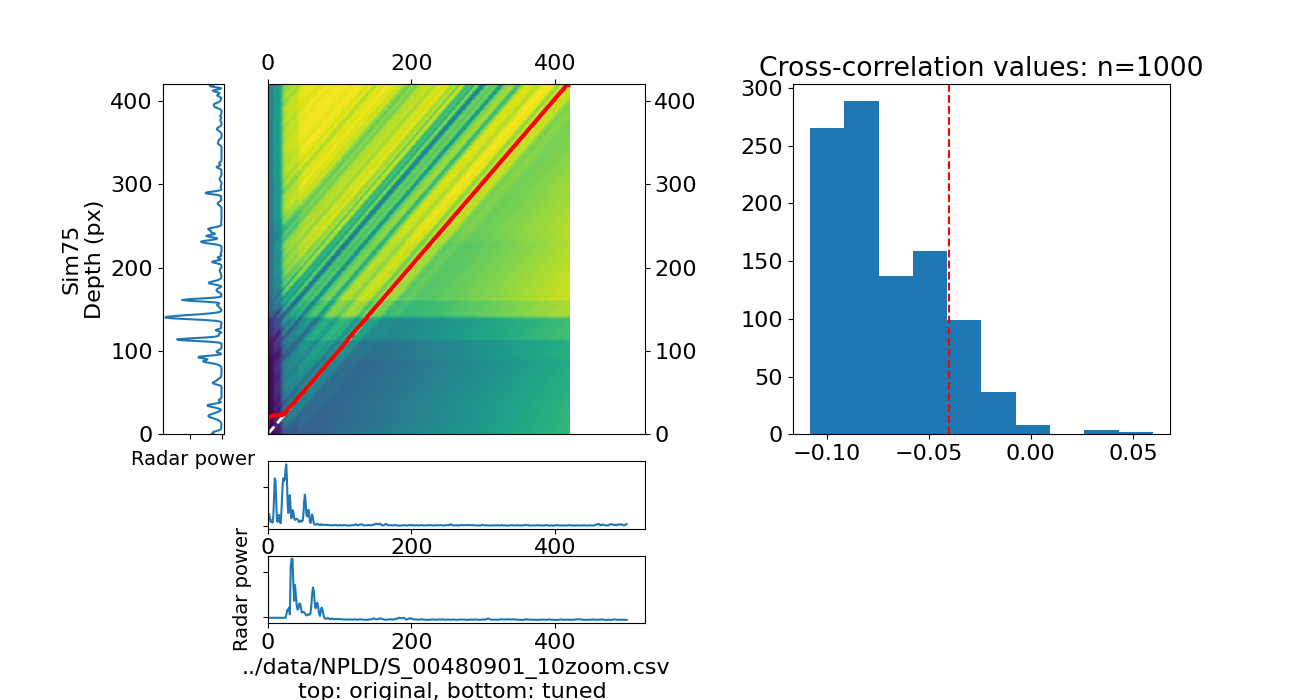 0 200 400
Cross-correlation values: n=1000
400
300
200
100
0
Sim75
Depth (px)
Radar power
400
300
200
100
0
300
250
200
150
100
50
0
−0.10 −0.05 0.00 0.05
0 200 400
Radar power
0 200 400
../data/NPLD/S_00480901_10zoom.csv
top: original, bottom: tuned